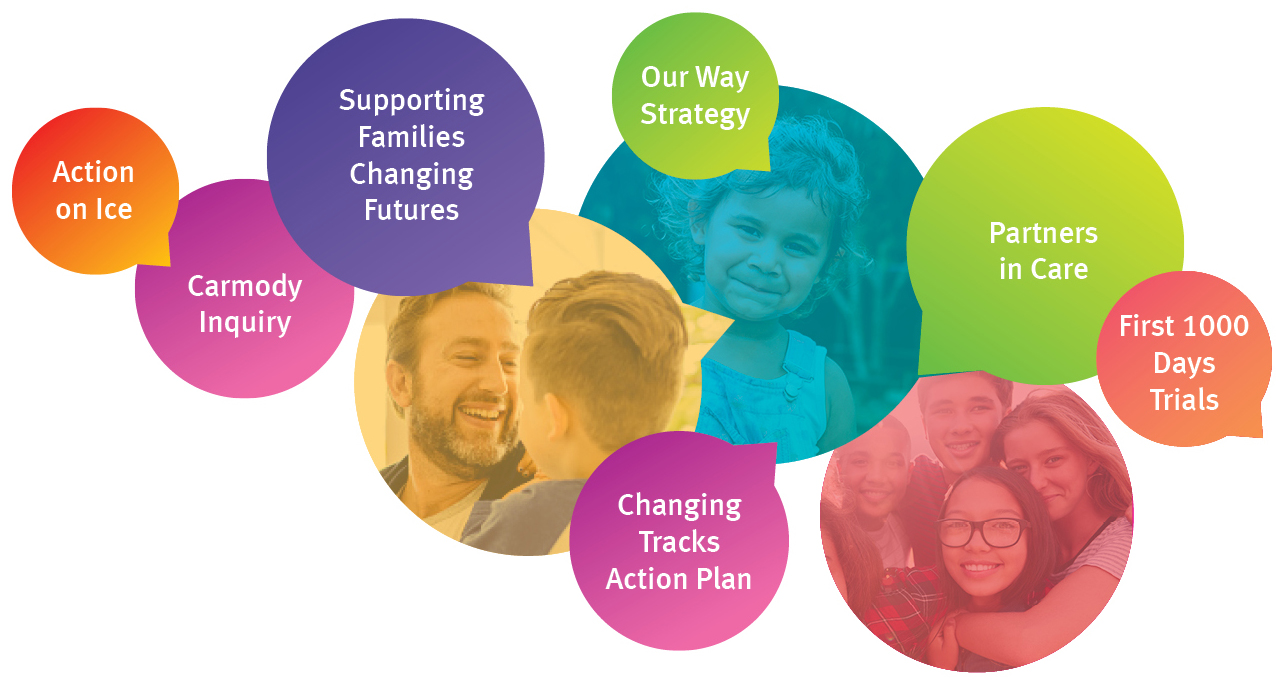 Action
on Ice
Carmody
Inquiry
Supporting
Families
Changing
Futures
Our Way
Strategy
Changing
Tracks
Action Plan
Partners
in Care
First 1000
Days
Trials